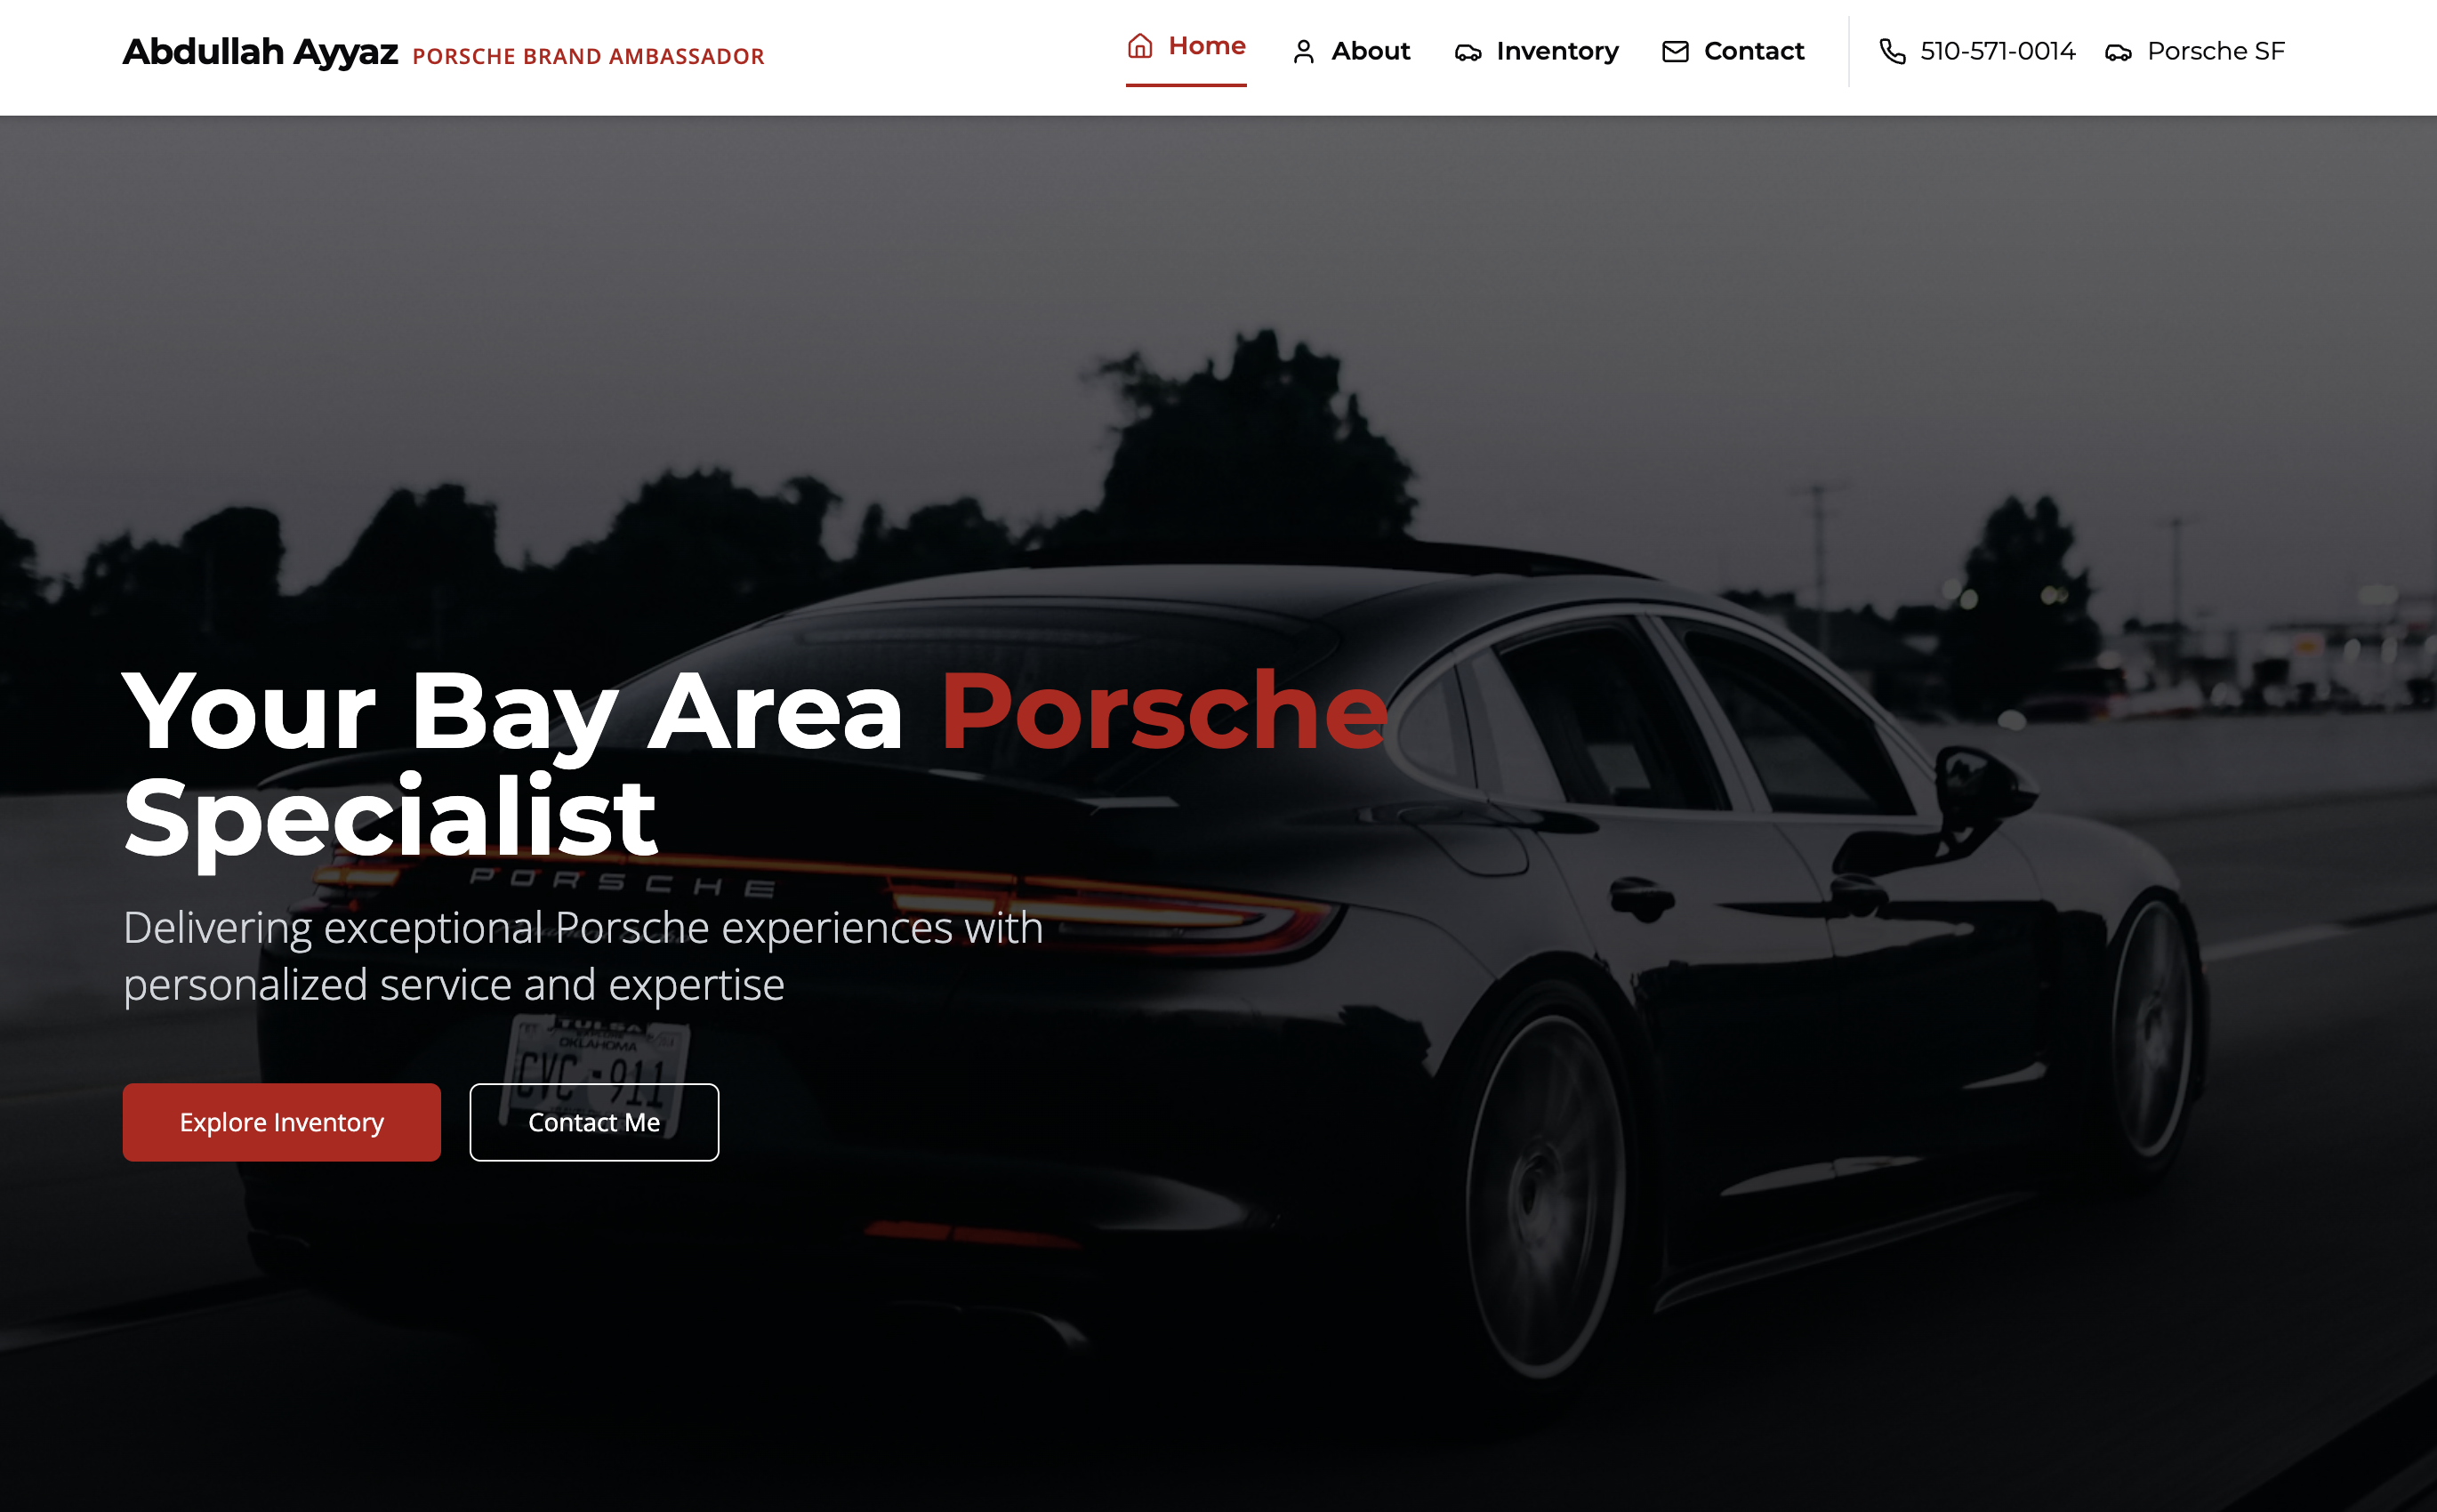 Abdullah Ayyaz PORSCHE BRAND AMBASSADOR
Home About Inventory Contact 510-571-0014 Porsche SF
Your Bay Area Porsche
Specialist
PORSCHE
Delivering exceptional Porsche experiences with
personalized service and expertise
TULSA
OKLAHOMA
CVC 911
Explore Inventory Contact Me